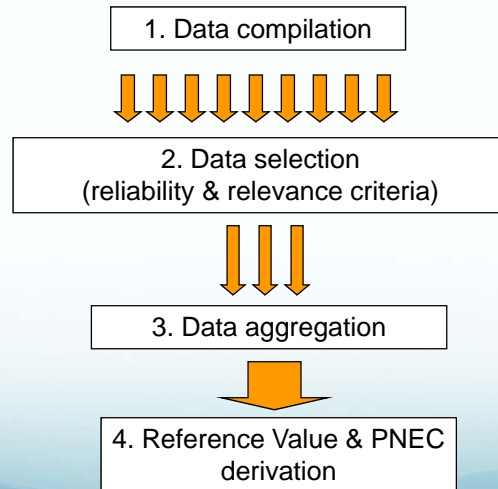 1. Data compilation
2. Data selection
(reliability & relevance criteria)
3. Data aggregation
4. Reference Value & PNEC
derivation